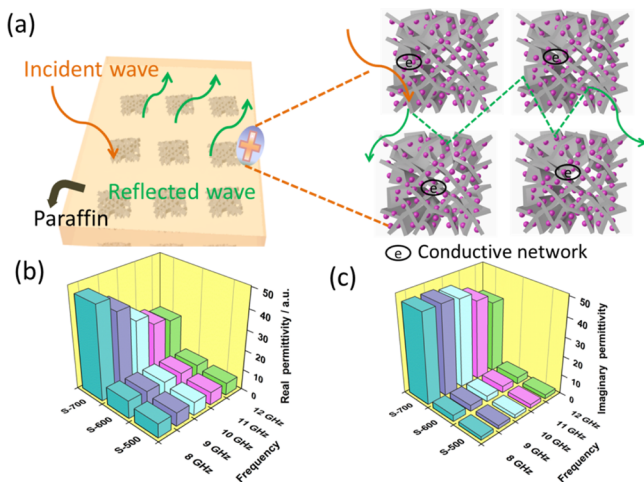 (a)
Incident wave
Reflected wave
Paraffin
e
e
e
e
e Conductive network
(b)
50
40
30
20
10
0
Real permittivity / a.u.
S-700
S-600
S-500
12 GHz
11 GHz
10 GHz
9 GHz
8 GHz
Frequency
(c)
50
40
30
20
10
0
Imaginary permittivity
S-700
S-600
S-500
12 GHz
11 GHz
10 GHz
9 GHz
8 GHz
Frequency